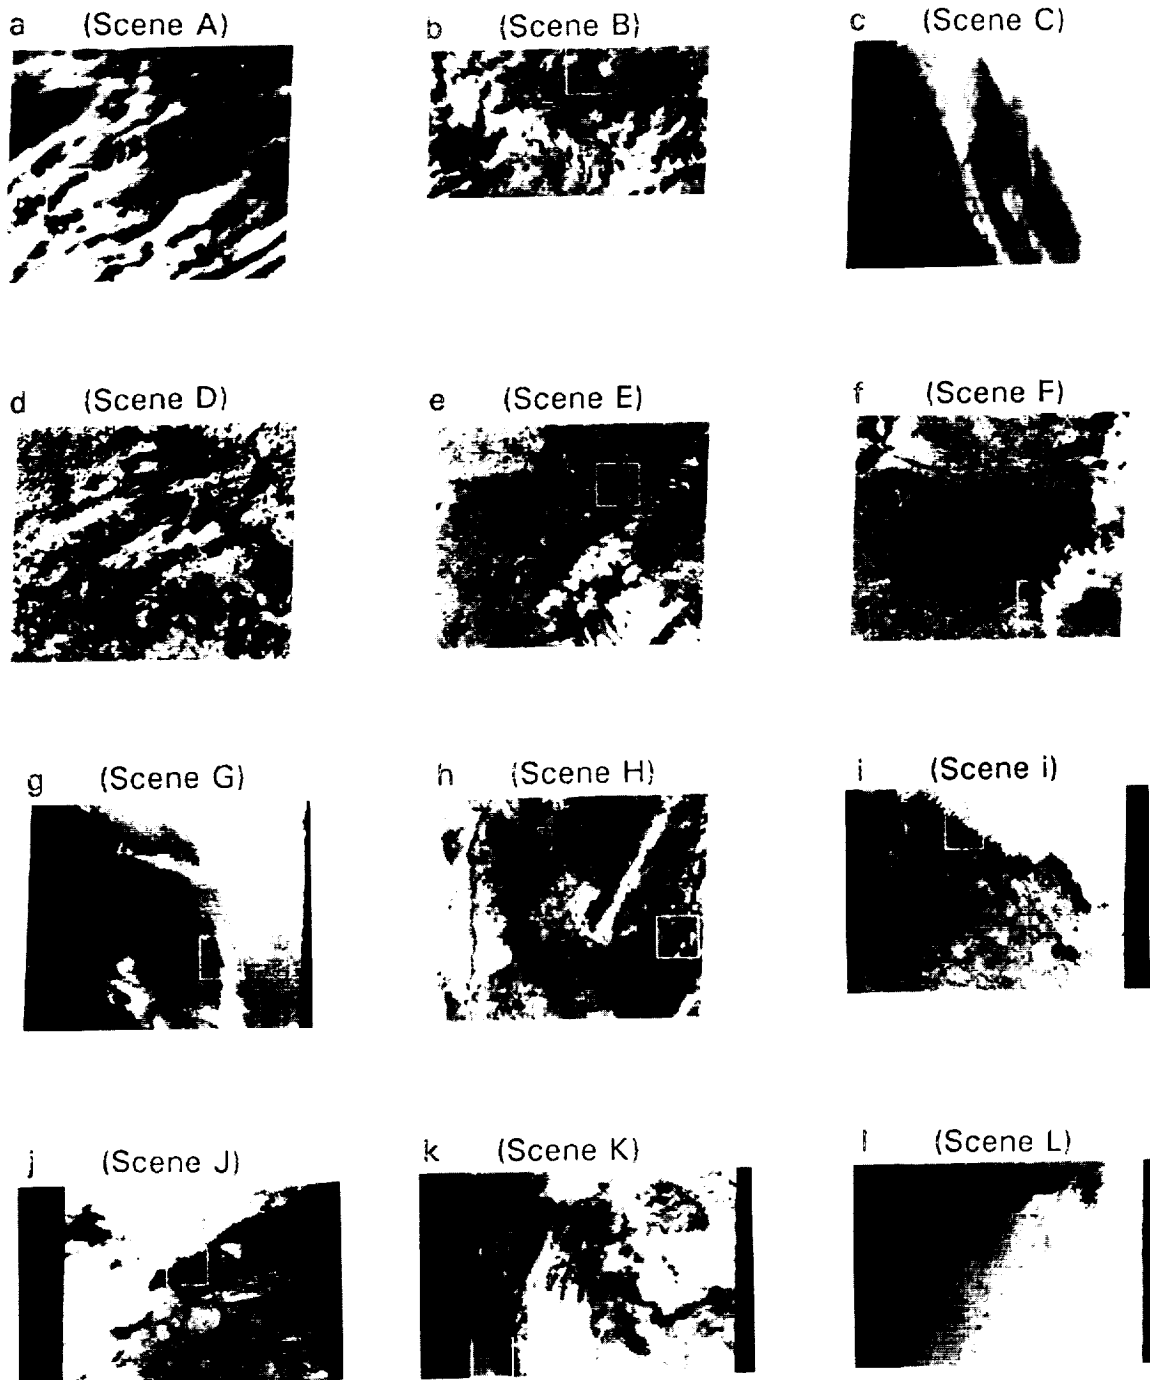 a (Scene A)
b (Scene B)
c (Scene C)
d (Scene D)
e (Scene E)
f (Scene F)
g (Scene G)
h (Scene H)
i (Scene i)
j (Scene J)
k (Scene K)
l (Scene L)